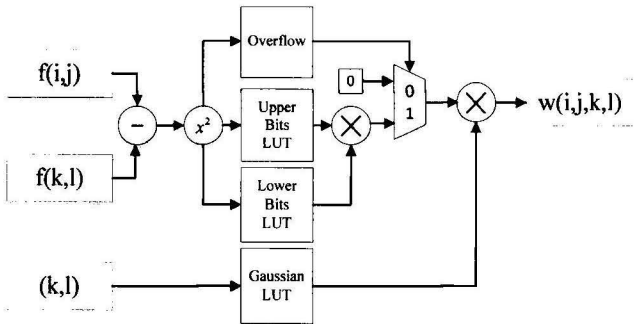 Overflow
f(i,j)
0
0
1
w(i,j,k,l)
Upper
Bits
LUT
−
x²
×
×
f(k,l)
Lower
Bits
LUT
(k,l)
Gaussian
LUT